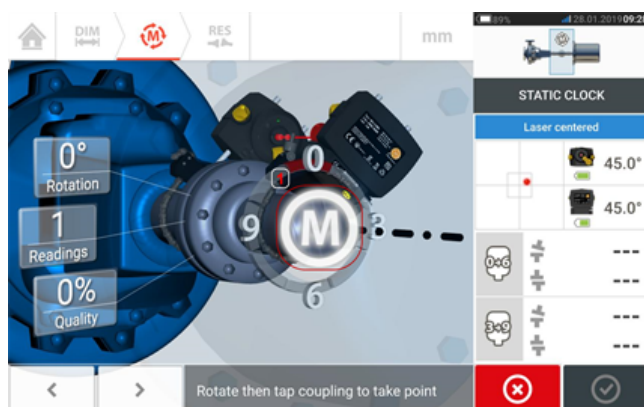 DIM
M
RES
mm
89%
28.01.2019 09:20
STATIC CLOCK
Laser centered
45.0°
45.0°
0°
Rotation
1
Readings
0%
Quality
0
9
M
3
6
0÷6
---
---
3÷9
---
---
Rotate then tap coupling to take point